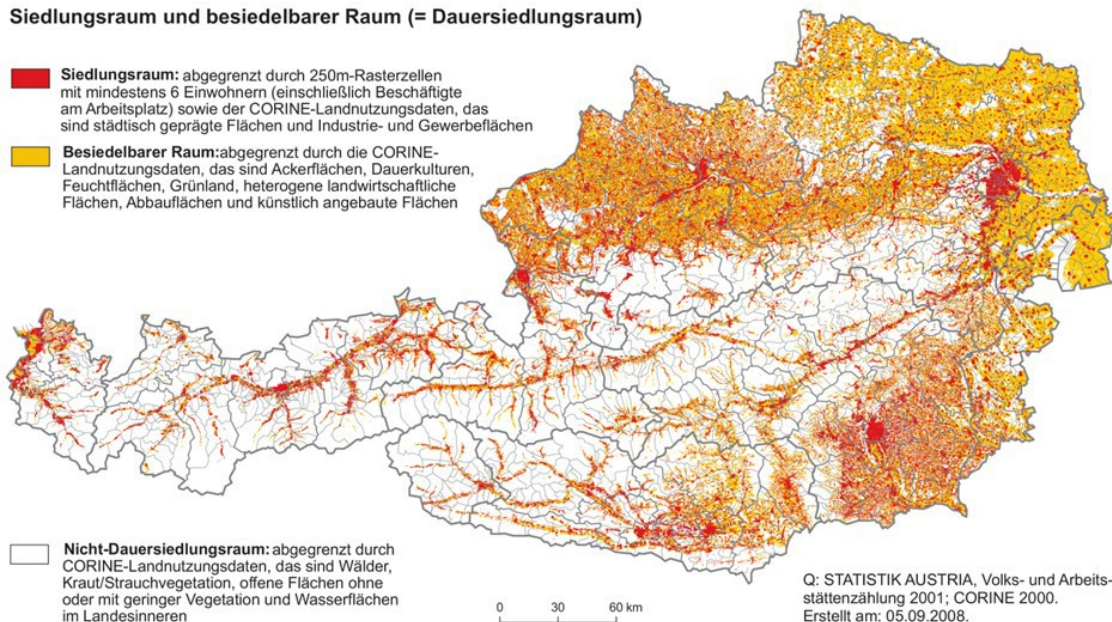 Siedlungsraum und besiedelbarer Raum (= Dauersiedlungsraum)
Siedlungsraum: abgegrenzt durch 250m-Rasterzellen
mit mindestens 6 Einwohnern (einschließlich Beschäftigte
am Arbeitsplatz) sowie der CORINE-Landnutzungsdaten, das
sind städtisch geprägte Flächen und Industrie- und Gewerbeflächen
Besiedelbarer Raum:abgegrenzt durch die CORINE-
Landnutzungsdaten, das sind Ackerflächen, Dauerkulturen,
Feuchtflächen, Grünland, heterogene landwirtschaftliche
Flächen, Abbauflächen und künstlich angebaute Flächen
Nicht-Dauersiedlungsraum: abgegrenzt durch
CORINE-Landnutzungsdaten, das sind Wälder,
Kraut/Strauchvegetation, offene Flächen ohne
oder mit geringer Vegetation und Wasserflächen
im Landesinneren
0 30 60 km
Q: STATISTIK AUSTRIA, Volks- und Arbeits-
stättenzählung 2001; CORINE 2000.
Erstellt am: 05.09.2008.